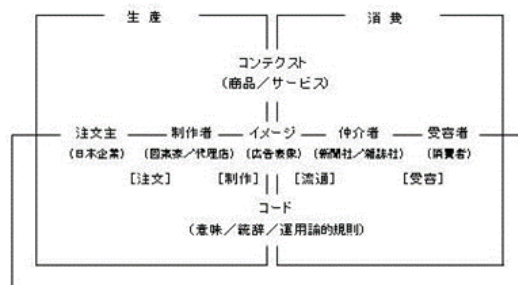 生産　消費
コンテクスト
(商品／サービス)
注文主　制作者　イメージ　仲介者　受容者
(日本企業)　(図案家／代理店)　(広告表象)　(新聞社／雑誌社)　(消費者)
[注文]　[制作]　[流通]　[受容]
コード
(意味／統辞／運用論的規則)